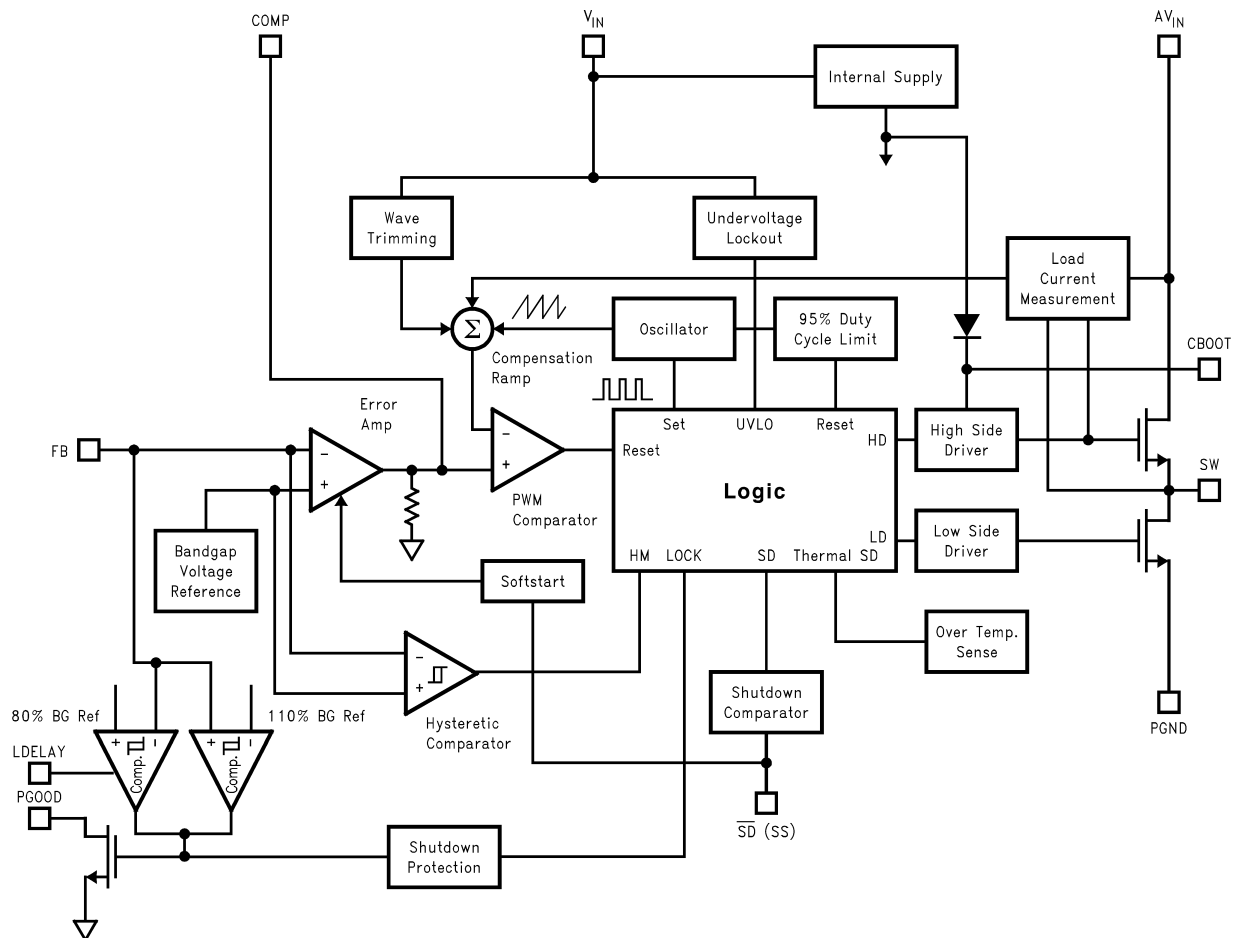 COMP
VIN
AVIN
Internal Supply
Wave
Trimming
Undervoltage
Lockout
Load
Current
Measurement
Σ
Oscillator
95% Duty
Cycle Limit
Compensation
Ramp
CBOOT
Error
Amp
Set
UVLO
Reset
HD
High Side
Driver
FB
−
+
−
+
Reset
Logic
SW
PWM
Comparator
Bandgap
Voltage
Reference
LD
Low Side
Driver
HM
LOCK
SD
Thermal SD
Softstart
Over Temp.
Sense
−
+
Hysteretic
Comparator
Shutdown
Comparator
80% BG Ref
110% BG Ref
PGND
+
−
Comp.
+
−
Comp.
LDELAY
PGOOD
SD (SS)
Shutdown
Protection